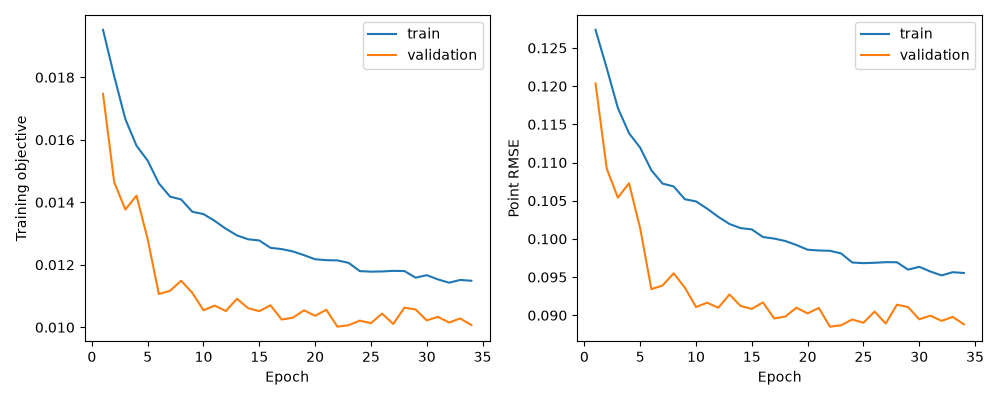 train
validation
0.018
0.016
0.014
0.012
0.010
Training objective
0 5 10 15 20 25 30 35
Epoch
train
validation
0.125
0.120
0.115
0.110
0.105
0.100
0.095
0.090
Point RMSE
0 5 10 15 20 25 30 35
Epoch